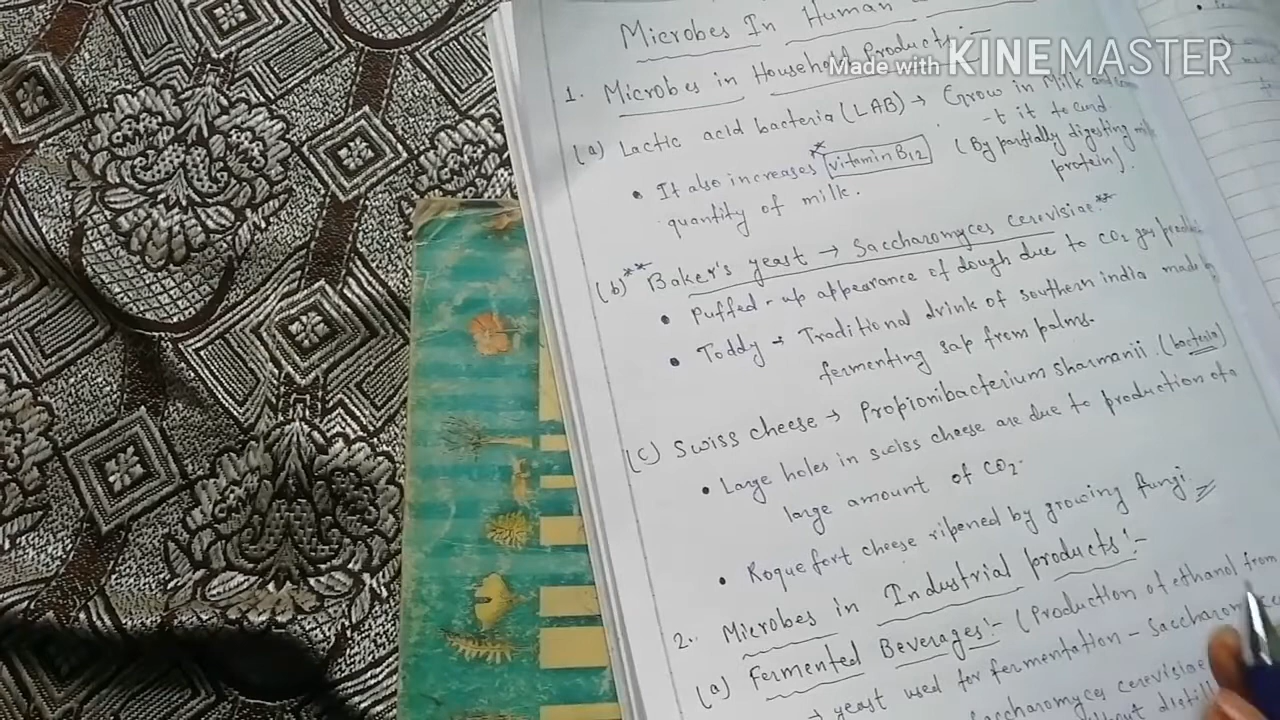 Microbes In Human
1. Microbes in Household Products:-
Made with KINEMASTER
(a) Lactic acid bacteria (LAB) → Grow in Milk and
-t it to curd.
(By partially digesting milk
protein).
• It also increases * vitamin B12
quantity of milk.
(b) ** Baker's yeast → Saccharomyces cerevisiae **
• Puffed-up appearance of dough due to CO2 gas
• Toddy → Traditional drink of southern india made by
fermenting sap from palms.
(c) Swiss cheese → Propionibacterium sharmanii. (bacteria)
• Large holes in swiss cheese are due to production of a
large amount of CO2.
• Roquefort cheese ripened by growing fungi.
2. Microbes in Industrial products:-
(a) Fermented Beverages:- (Production of ethanol from
→ yeast used for fermentation -
Saccharomyces cerevisiae